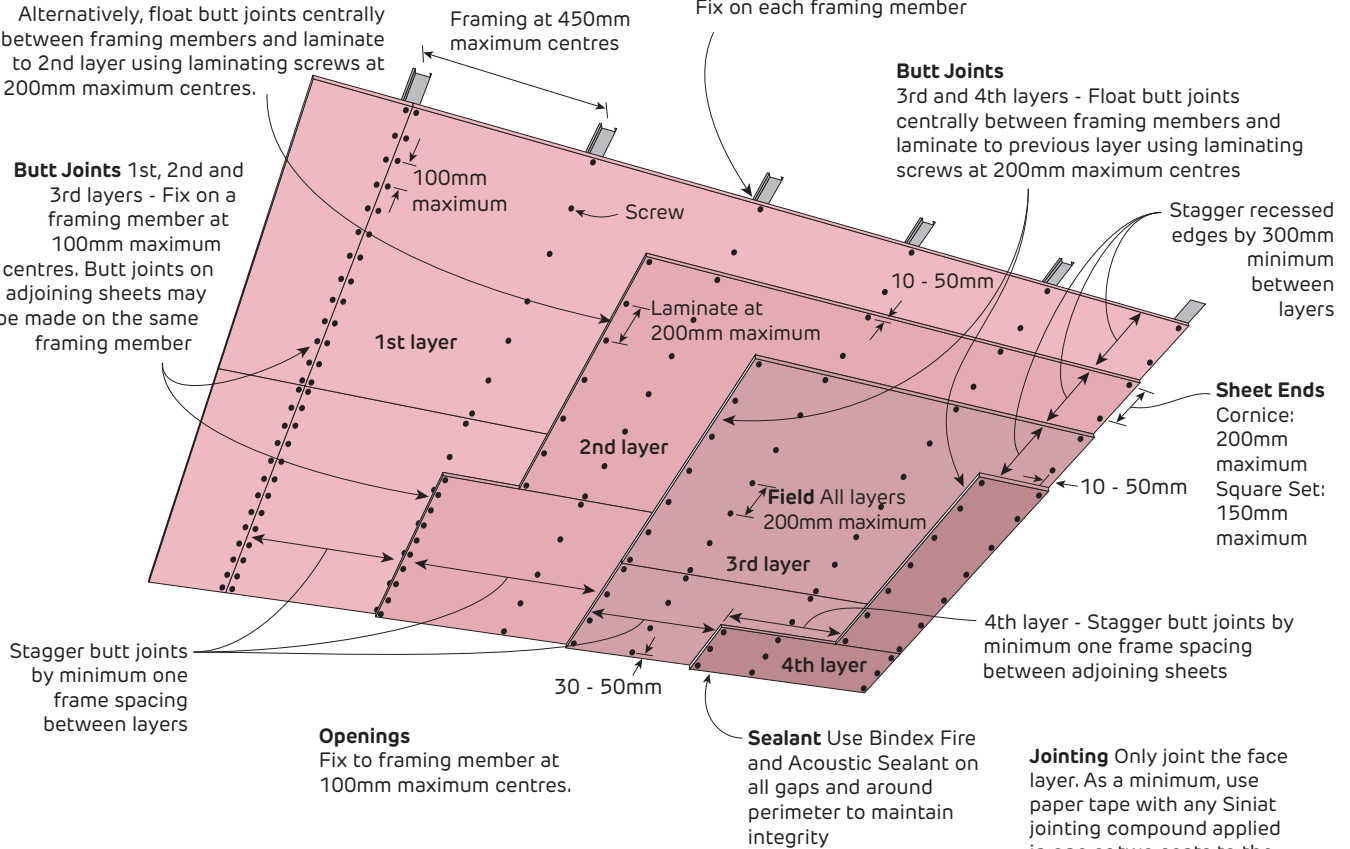 Alternatively, float butt joints centrally
between framing members and laminate
to 2nd layer using laminating screws at
200mm maximum centres.
Framing at 450mm
maximum centres
Fix on each framing member
Butt Joints
3rd and 4th layers - Float butt joints
centrally between framing members and
laminate to previous layer using laminating
screws at 200mm maximum centres
Butt Joints 1st, 2nd and
3rd layers - Fix on a
framing member at
100mm maximum
centres. Butt joints on
adjoining sheets may
be made on the same
framing member
100mm
maximum
Screw
Stagger recessed
edges by 300mm
minimum
between
layers
10 - 50mm
Laminate at
200mm maximum
1st layer
Sheet Ends
Cornice:
200mm
maximum
Square Set:
150mm
maximum
2nd layer
10 - 50mm
Field All layers
200mm maximum
3rd layer
4th layer - Stagger butt joints by
minimum one frame spacing
between adjoining sheets
Stagger butt joints
by minimum one
frame spacing
between layers
4th layer
30 - 50mm
Openings
Fix to framing member at
100mm maximum centres.
Sealant Use Bindex Fire
and Acoustic Sealant on
all gaps and around
perimeter to maintain
integrity
Jointing Only joint the face
layer. As a minimum, use
paper tape with any Siniat
jointing compound applied